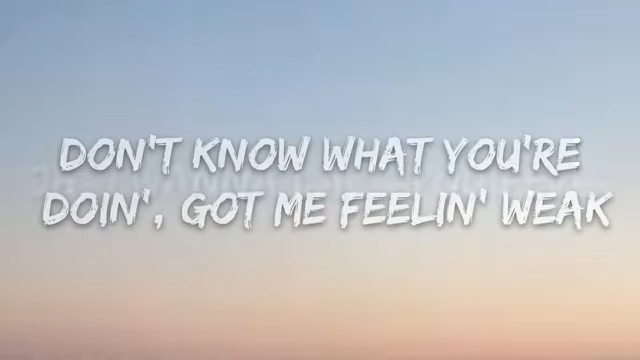 DON'T KNOW WHAT YOU'RE
DOIN', GOT ME FEELIN' WEAK